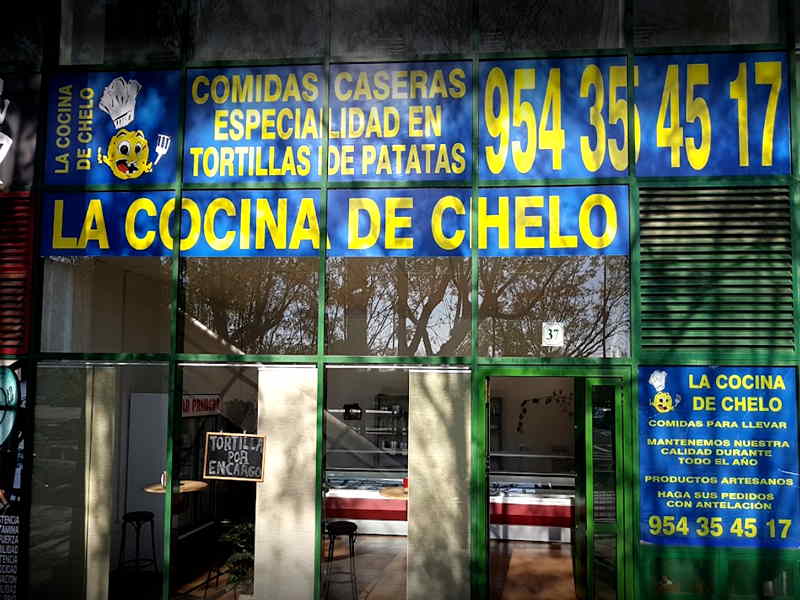 LA COCINA
DE CHELO
COMIDAS CASERAS
ESPECIALIDAD EN
TORTILLAS DE PATATAS
954 35 45 17
LA COCINA DE CHELO
37
TORTILLA
POR
ENCARGO
LA COCINA
DE CHELO
COMIDAS PARA LLEVAR
MANTENEMOS NUESTRA
CALIDAD DURANTE
TODO EL AÑO
PRODUCTOS ARTESANOS
HAGA SUS PEDIDOS
CON ANTELACIÓN
954 35 45 17